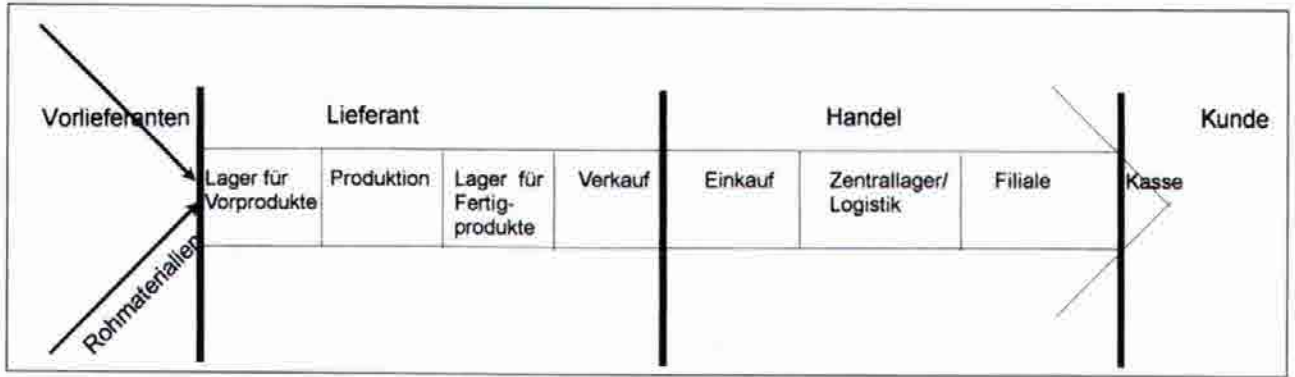 Vorlieferanten
Lieferant
Handel
Kunde
Lager für
Vorprodukte
Produktion
Lager für
Fertig-
produkte
Verkauf
Einkauf
Zentrallager/
Logistik
Filiale
Kasse
Rohmaterialien